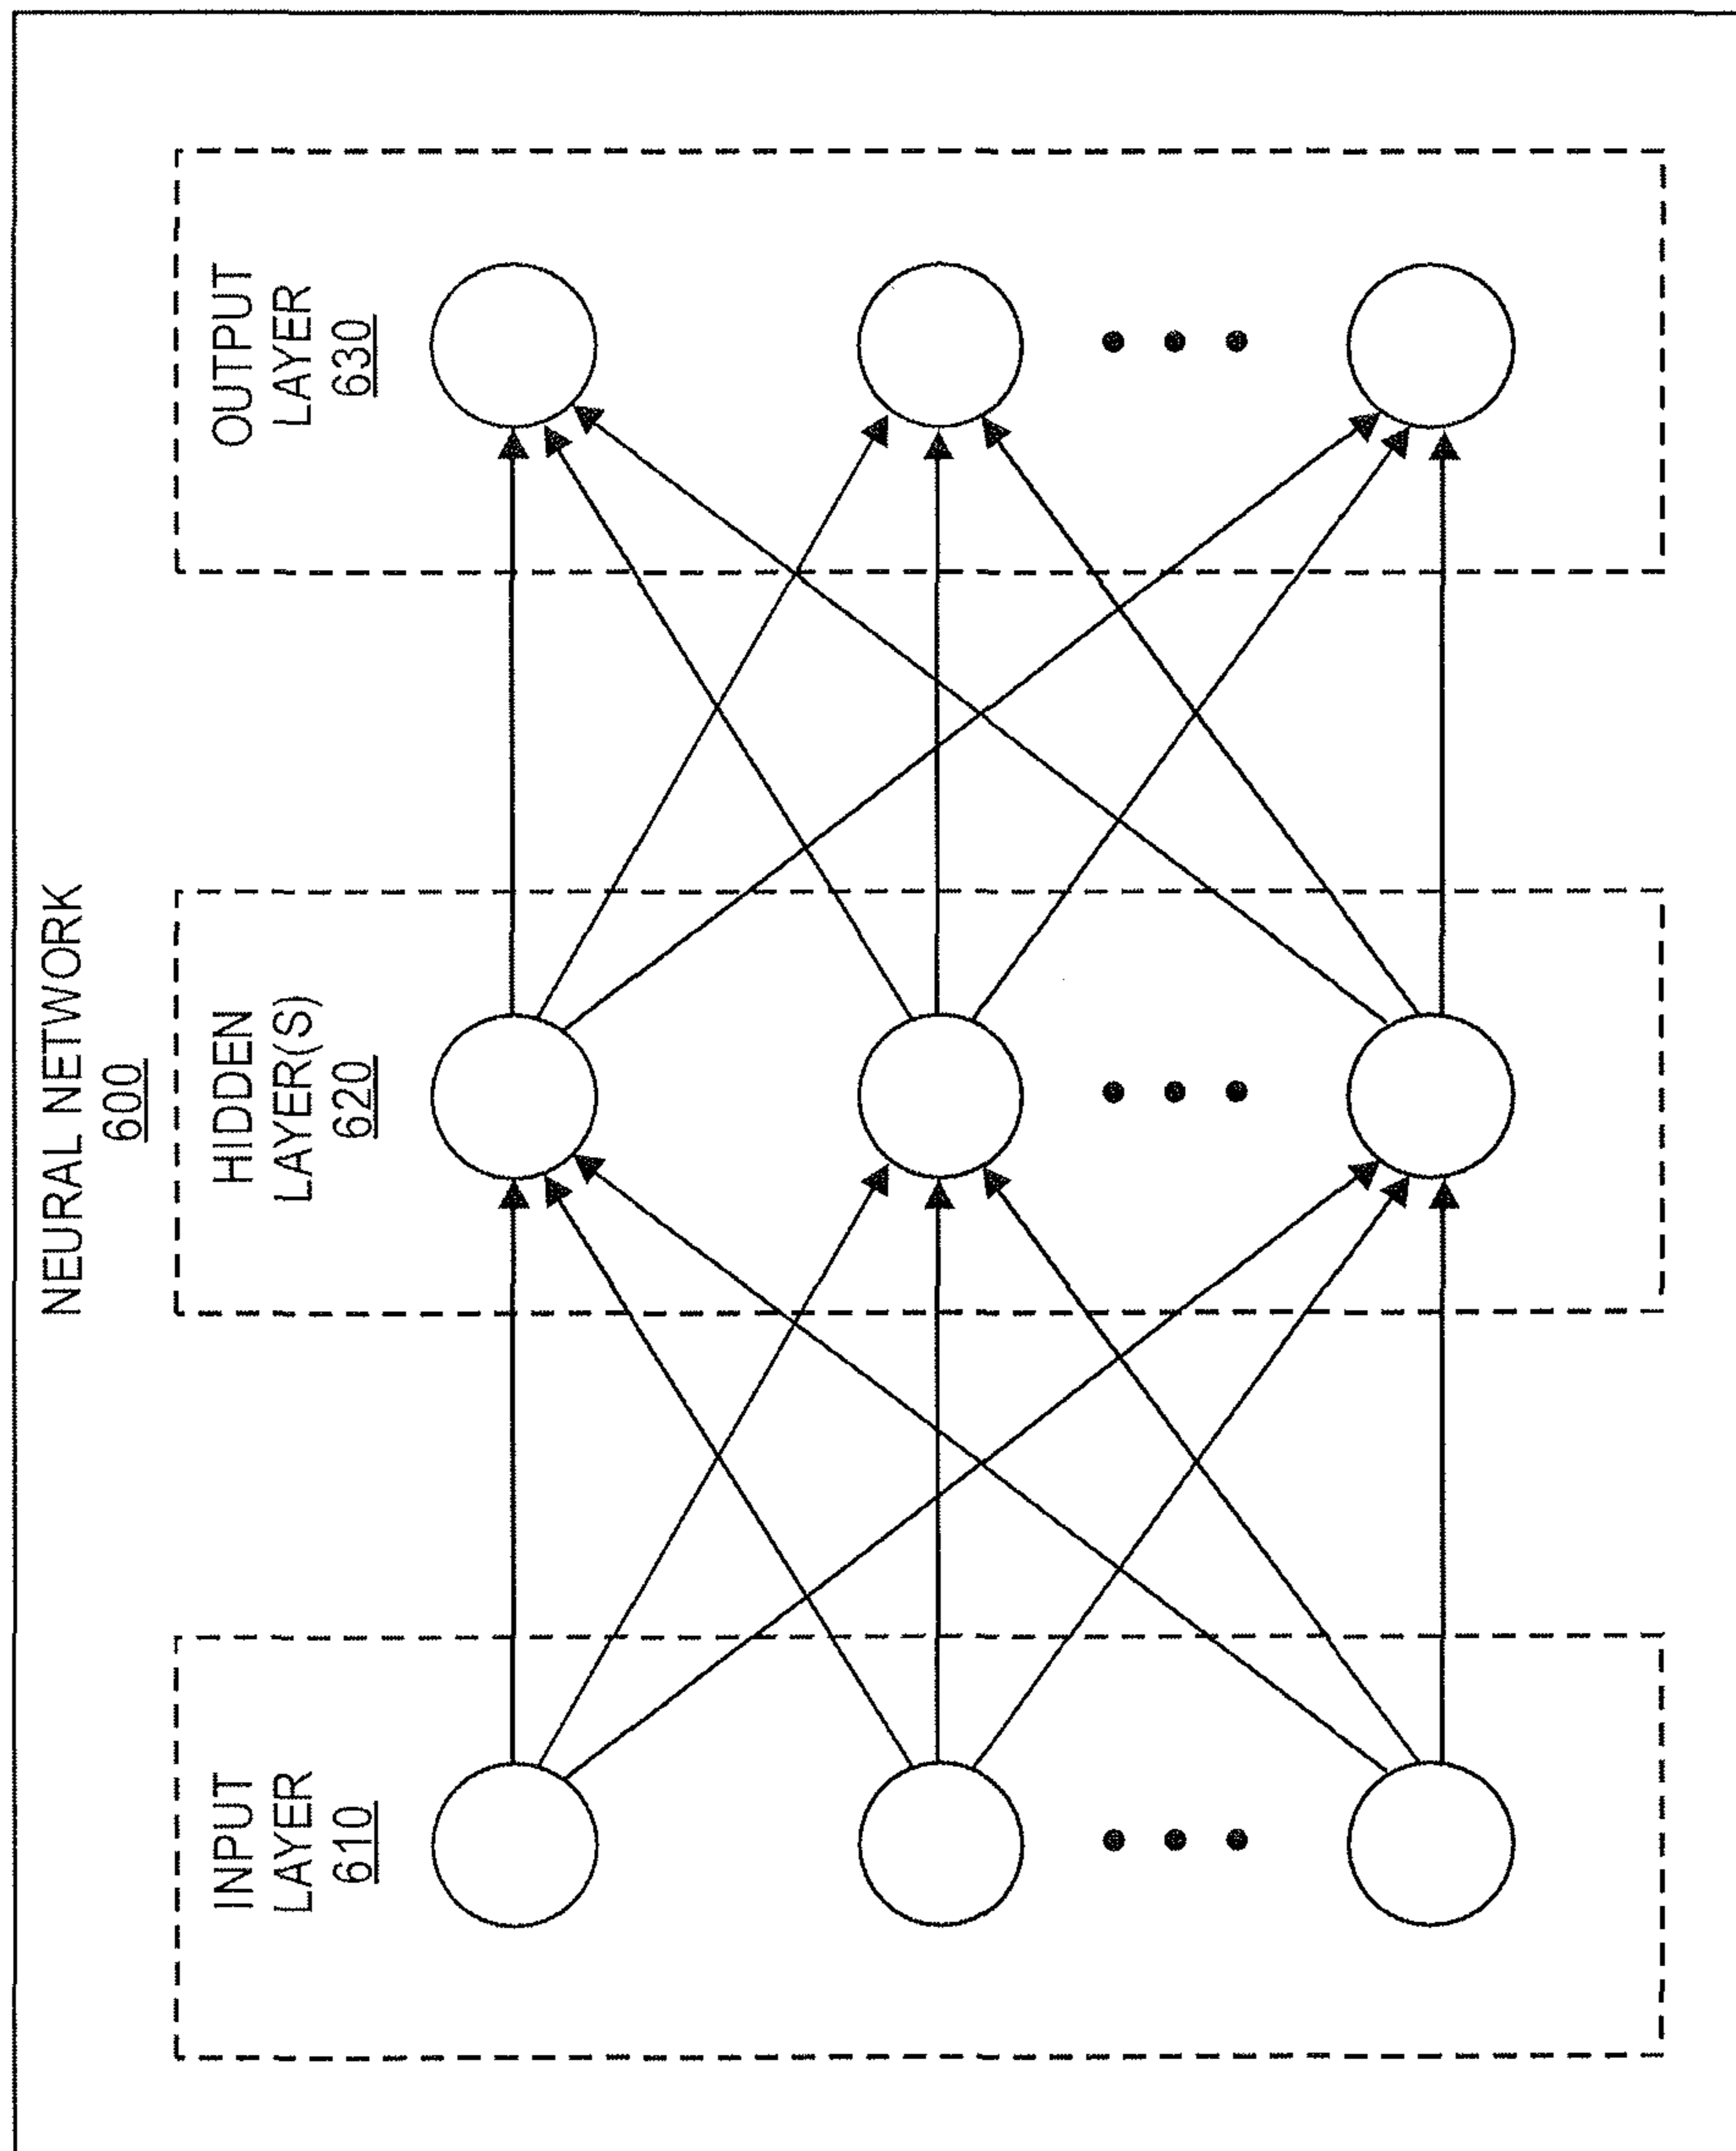 NEURAL NETWORK
600
INPUT
LAYER
610
HIDDEN
LAYER(S)
620
OUTPUT
LAYER
630